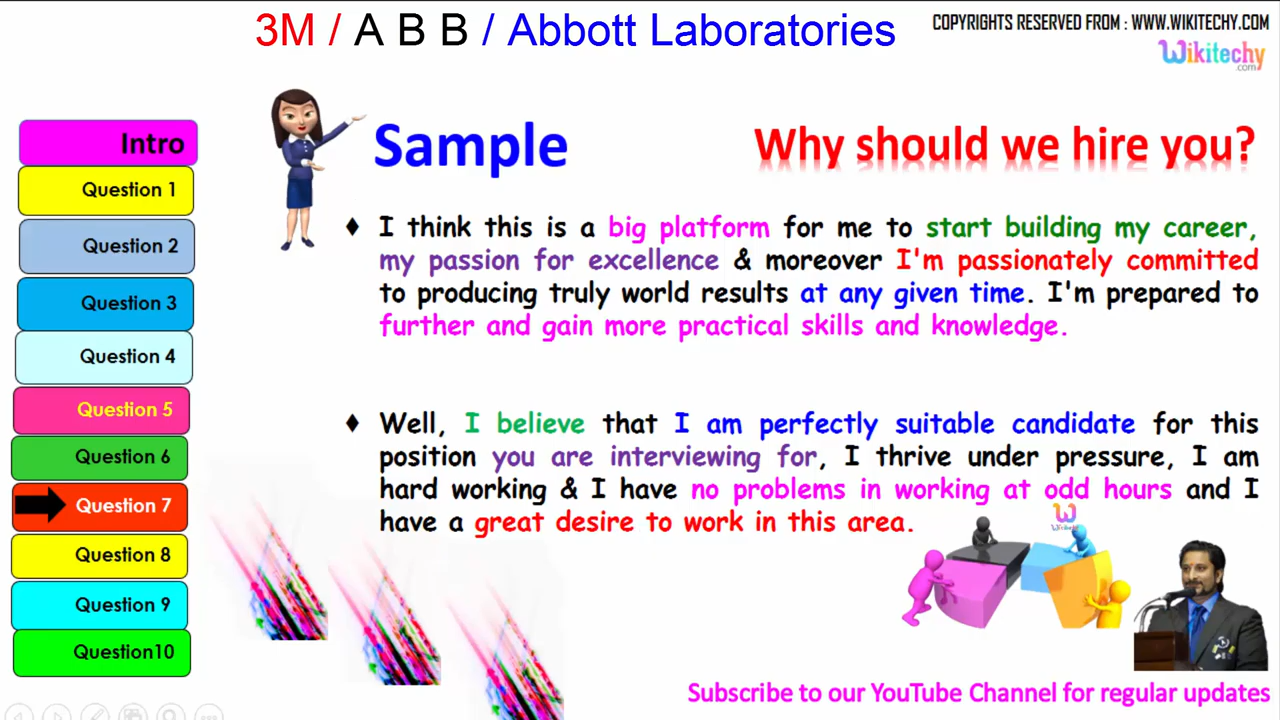 3M / A B B / Abbott Laboratories
COPYRIGHTS RESERVED FROM : WWW.WIKITECHY.COM
Wikitechy
.com
Intro
Question 1
Question 2
Question 3
Question 4
Question 5
Question 6
Question 7
Question 8
Question 9
Question10
Sample
Why should we hire you?
♦ I think this is a big platform for me to start building my career,
my passion for excellence & moreover I'm passionately committed
to producing truly world results at any given time. I'm prepared to
further and gain more practical skills and knowledge.
♦ Well, I believe that I am perfectly suitable candidate for this
position you are interviewing for, I thrive under pressure, I am
hard working & I have no problems in working at odd hours and I
have a great desire to work in this area.
W
Subscribe to our YouTube Channel for regular updates